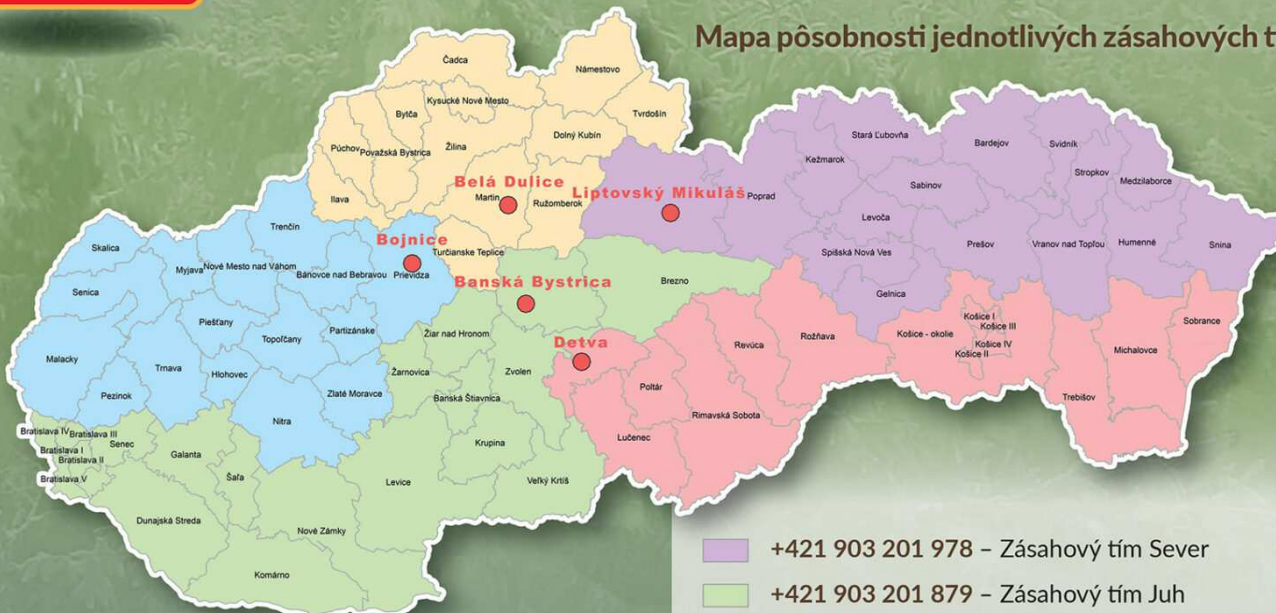 Mapa pôsobnosti jednotlivých zásahových t
Čadca
Námestovo
Kysucké Nové Mesto
Bytča
Tvrdošín
Dolný Kubín
Púchov
Považská Bystrica
Žilina
Ilava
Belá Dulice
Martin
Ružomberok
Turčianske Teplice
Liptovský Mikuláš
Poprad
Kežmarok
Stará Ľubovňa
Bardejov
Svidník
Stropkov
Medzilaborce
Sabinov
Levoča
Spišská Nová Ves
Prešov
Vranov nad Topľou
Humenné
Snina
Gelnica
Skalica
Trenčín
Myjava
Nové Mesto nad Váhom
Bánovce nad Bebravou
Bojnice
Prievidza
Senica
Piešťany
Topoľčany
Partizánske
Malacky
Trnava
Hlohovec
Pezinok
Nitra
Zlaté Moravce
Banská Bystrica
Brezno
Žiar nad Hronom
Žarnovica
Zvolen
Banská Štiavnica
Krupina
Veľký Krtíš
Levice
Bratislava IV
Bratislava III
Bratislava I
Bratislava II
Bratislava V
Senec
Galanta
Šaľa
Dunajská Streda
Nové Zámky
Komárno
Detva
Poltár
Lučenec
Rimavská Sobota
Revúca
Rožňava
Košice - okolie
Košice I
Košice III
Košice IV
Košice II
Trebišov
Michalovce
Sobrance
+421 903 201 978 – Zásahový tím Sever
+421 903 201 879 – Zásahový tím Juh